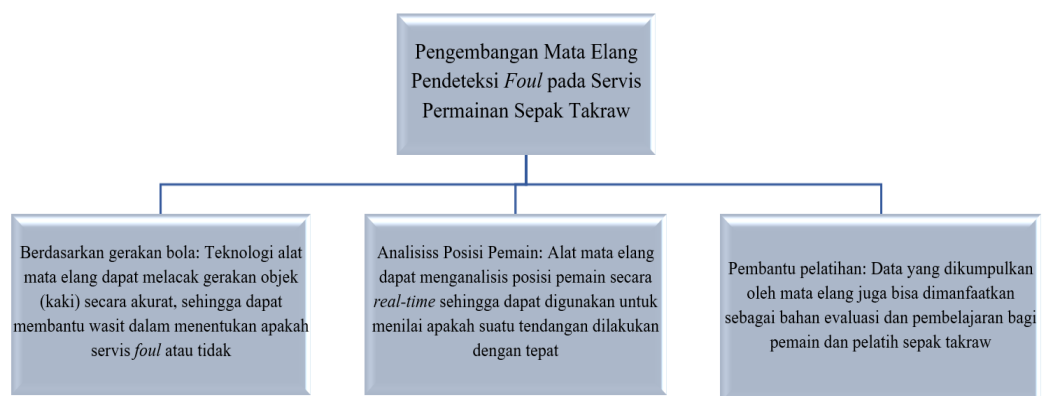 Pengembangan Mata Elang
Pendeteksi Foul pada Servis
Permainan Sepak Takraw
Berdasarkan gerakan bola: Teknologi alat
mata elang dapat melacak gerakan objek
(kaki) secara akurat, sehingga dapat
membantu wasit dalam menentukan apakah
servis foul atau tidak
Analisiss Posisi Pemain: Alat mata elang
dapat menganalisis posisi pemain secara
real-time sehingga dapat digunakan untuk
menilai apakah suatu tendangan dilakukan
dengan tepat
Pembantu pelatihan: Data yang dikumpulkan
oleh mata elang juga bisa dimanfaatkan
sebagai bahan evaluasi dan pembelajaran bagi
pemain dan pelatih sepak takraw